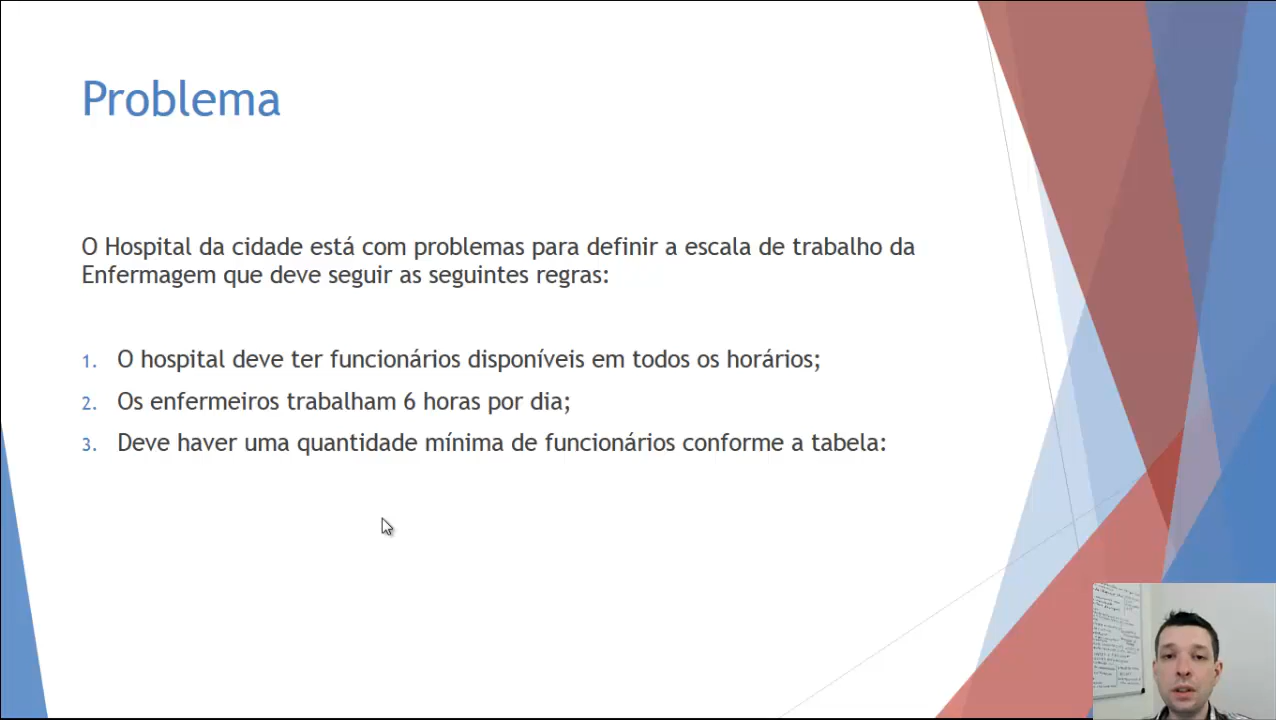 Problema
O Hospital da cidade está com problemas para definir a escala de trabalho da
Enfermagem que deve seguir as seguintes regras:
1. O hospital deve ter funcionários disponíveis em todos os horários;
2. Os enfermeiros trabalham 6 horas por dia;
3. Deve haver uma quantidade mínima de funcionários conforme a tabela: